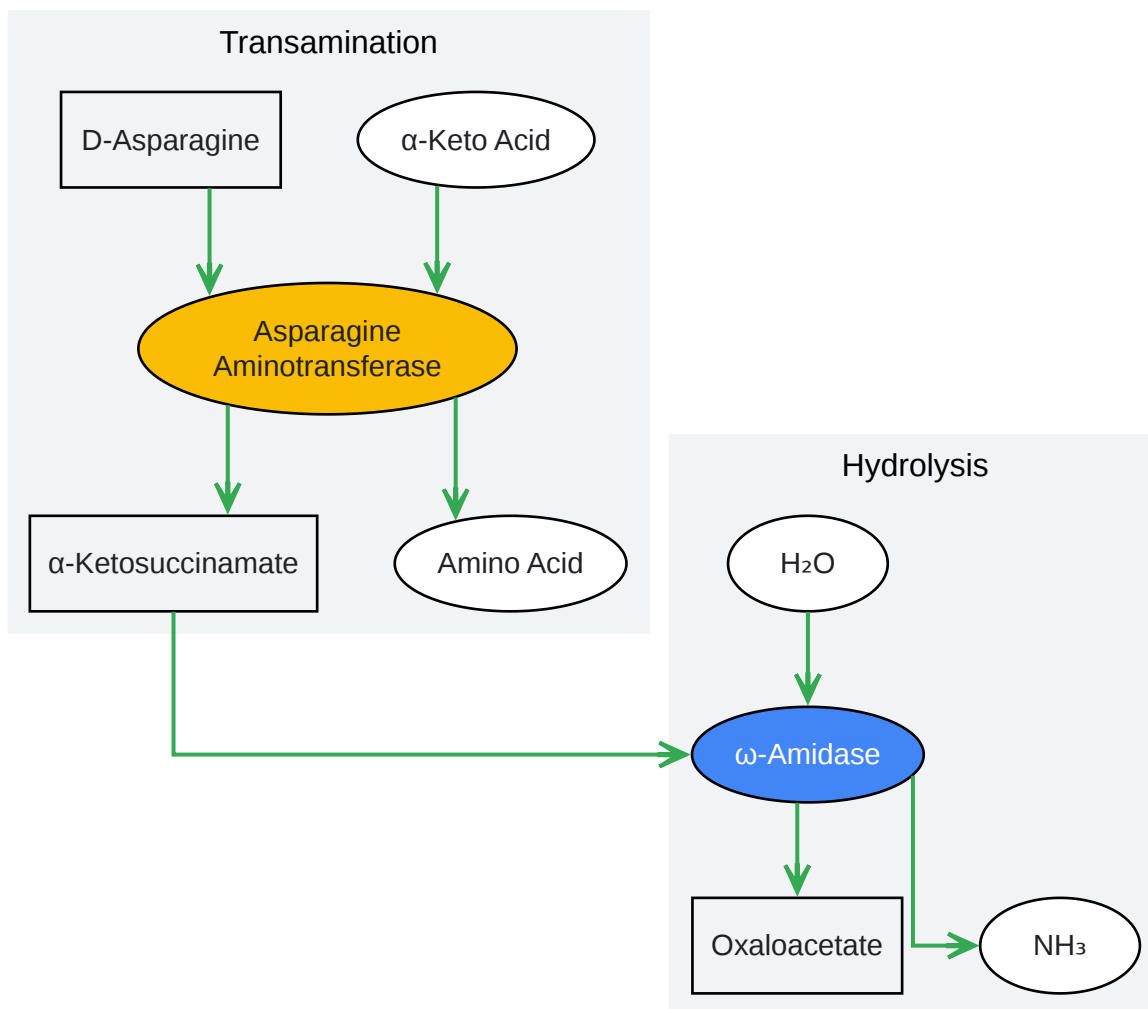 Transamination
D-Asparagine
α-Keto Acid
Asparagine
Aminotransferase
α-Ketosuccinamate
Amino Acid
Hydrolysis
H₂O
ω-Amidase
Oxaloacetate
NH₃